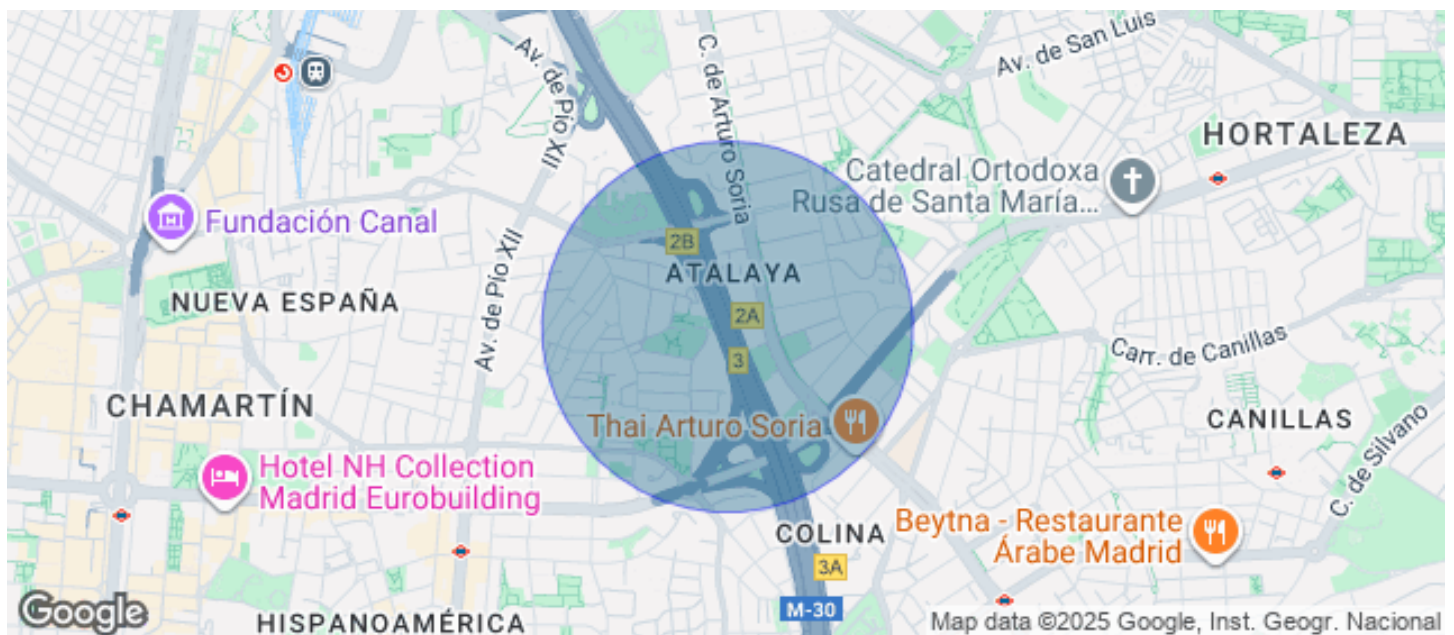 Av. de San Luis
Av. de Pío XII
C. de Arturo Soria
HORTALEZA
Catedral Ortodoxa
Rusa de Santa María...
Fundación Canal
2B
ATALAYA
NUEVA ESPAÑA
Av. de Pío XII
2A
3
Carr. de Canillas
CHAMARTÍN
Thai Arturo Soria
CANILLAS
C. de Silvano
Hotel NH Collection
Madrid Eurobuilding
COLINA
Beytna - Restaurante
Árabe Madrid
3A
M-30
HISPANOAMÉRICA
Google
Map data ©2025 Google, Inst. Geogr. Nacional